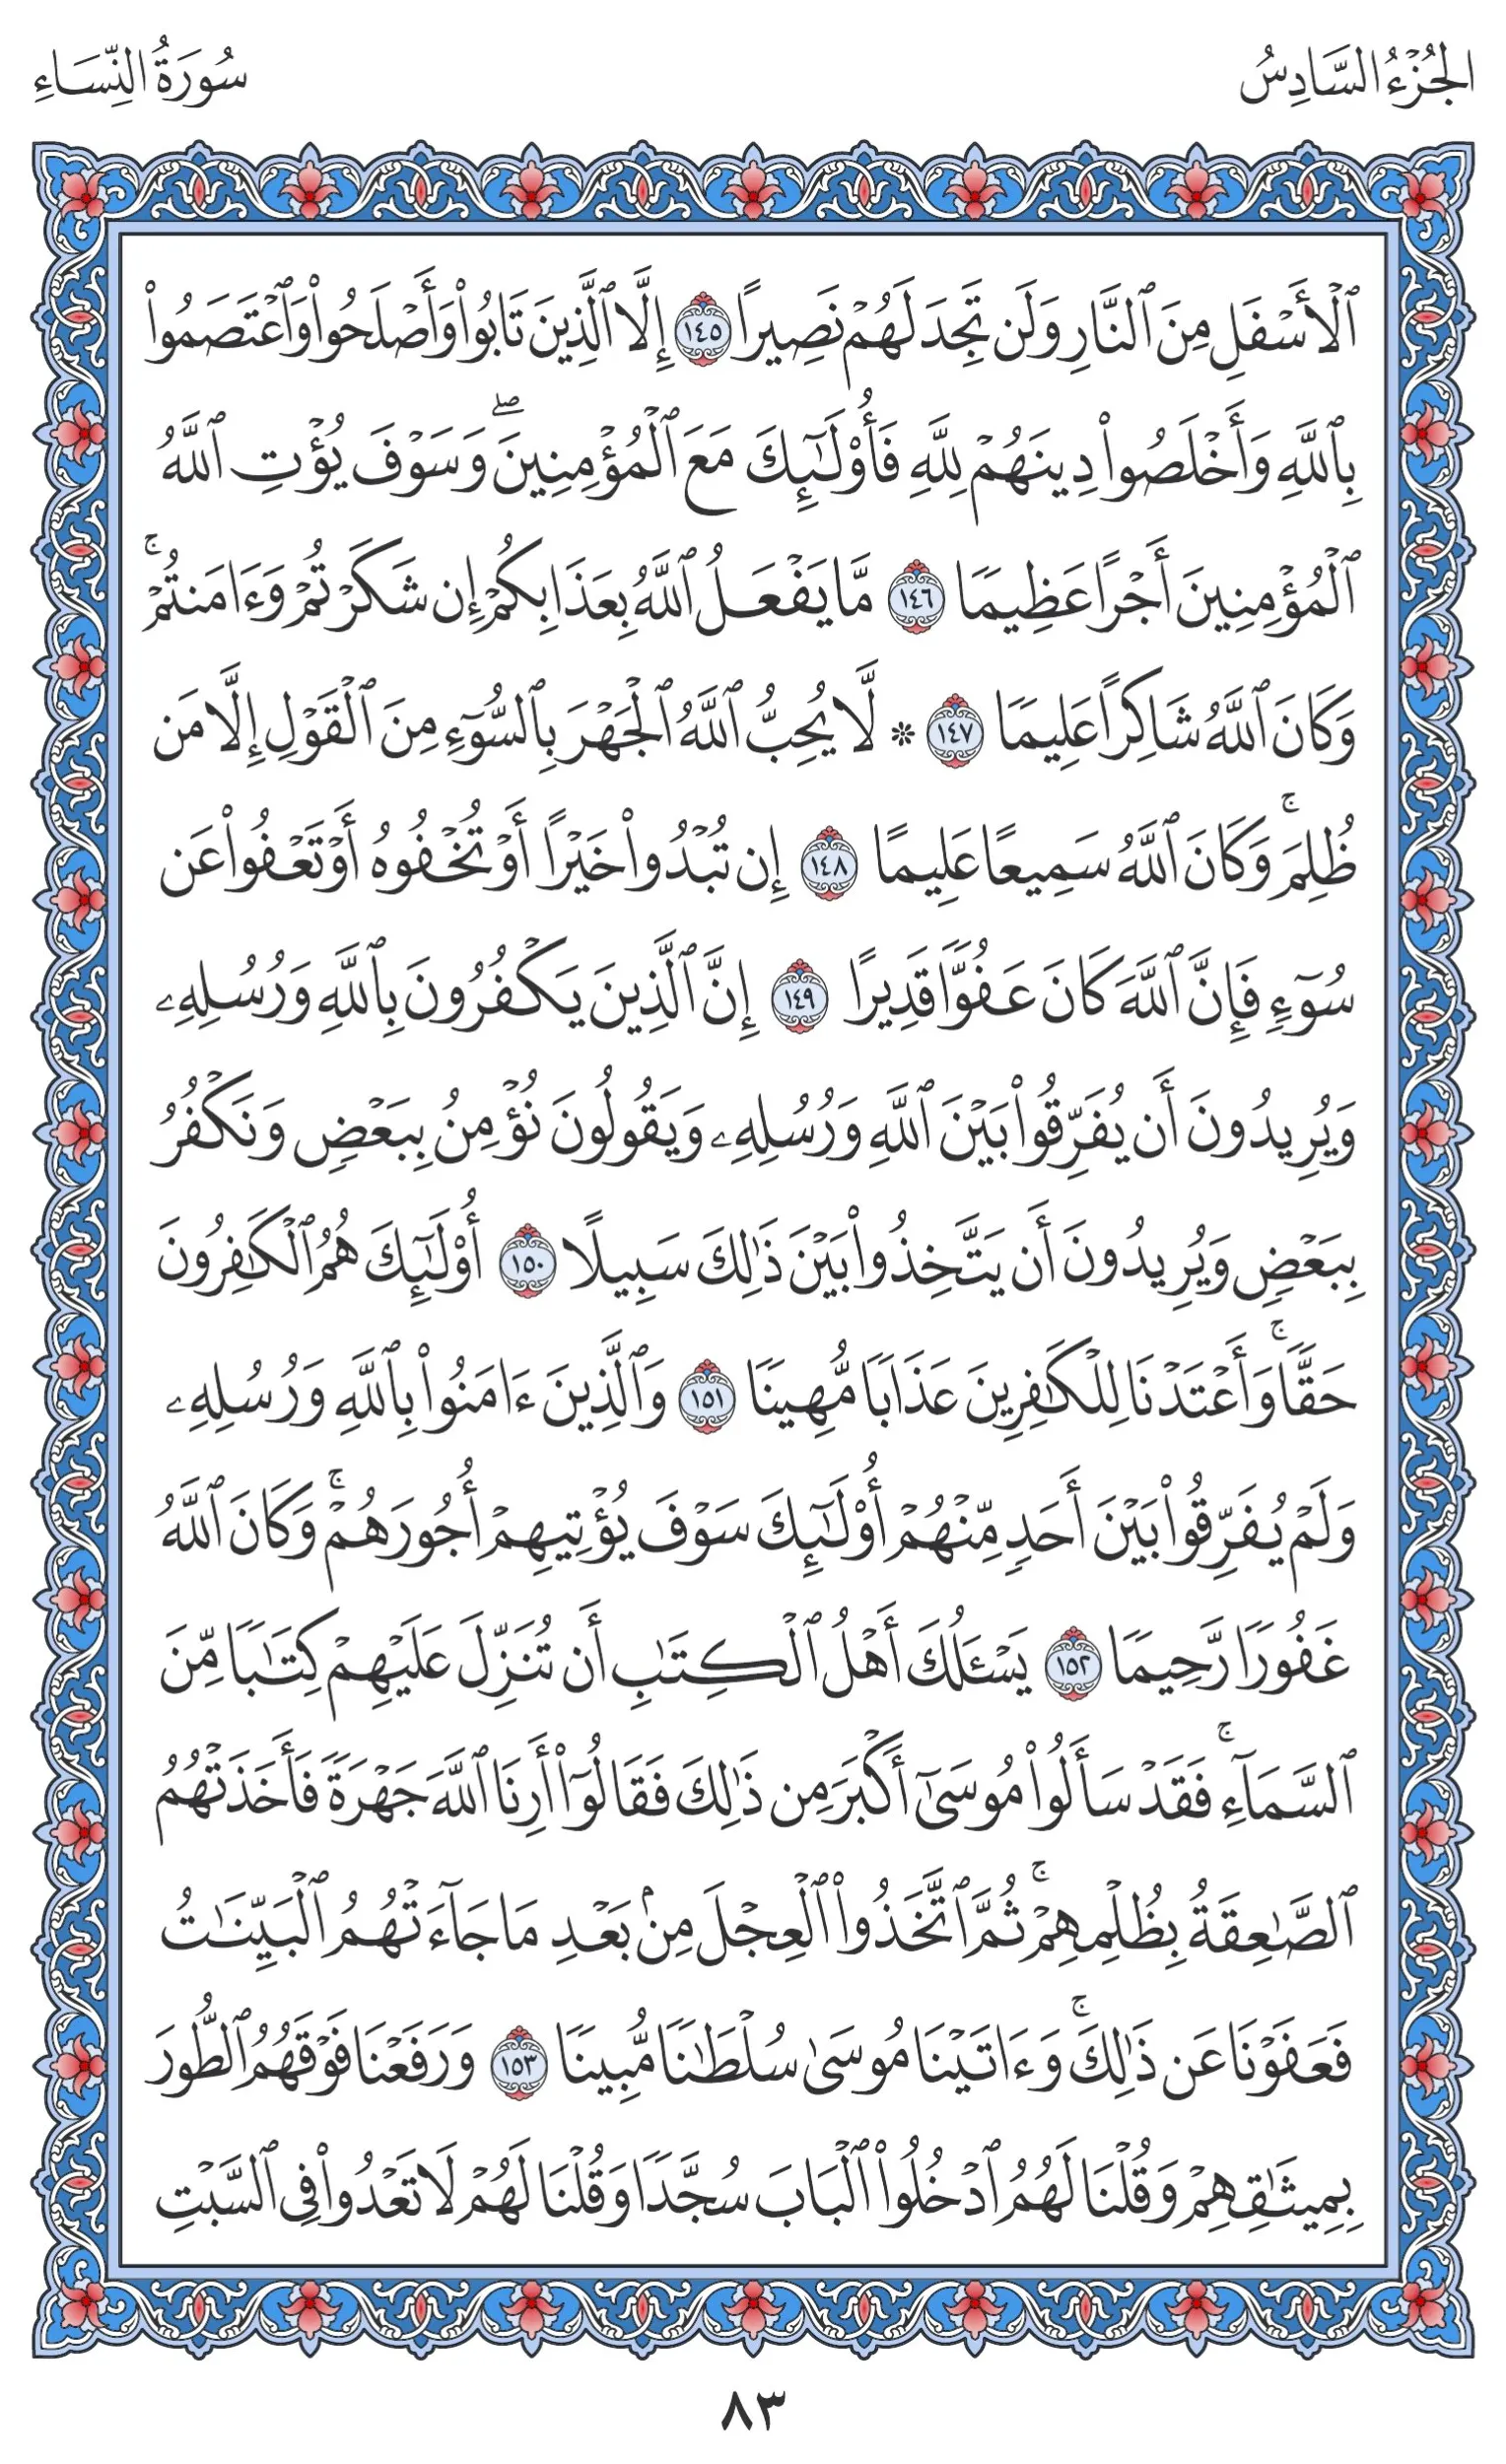 الجُزْءُ السَّادِسُ
سُورَةُ النِّسَاءِ
ٱلۡأَسۡفَلِ مِنَ ٱلنَّارِ وَلَن تَجِدَ لَهُمۡ نَصِيرًا ١٤٥ إِلَّا ٱلَّذِينَ تَابُواْ وَأَصۡلَحُواْ وَٱعۡتَصَمُواْ
بِٱللَّهِ وَأَخۡلَصُواْ دِينَهُمۡ لِلَّهِ فَأُوْلَٰٓئِكَ مَعَ ٱلۡمُؤۡمِنِينَۖ وَسَوۡفَ يُؤۡتِ ٱللَّهُ
ٱلۡمُؤۡمِنِينَ أَجۡرًا عَظِيمٗا ١٤٦ مَّا يَفۡعَلُ ٱللَّهُ بِعَذَابِكُمۡ إِن شَكَرۡتُمۡ وَءَامَنتُمۡۚ
وَكَانَ ٱللَّهُ شَاكِرًا عَلِيمٗا ١٤٧ ۞ لَّا يُحِبُّ ٱللَّهُ ٱلۡجَهۡرَ بِٱلسُّوٓءِ مِنَ ٱلۡقَوۡلِ إِلَّا مَن
ظُلِمَۚ وَكَانَ ٱللَّهُ سَمِيعًا عَلِيمًا ١٤٨ إِن تُبۡدُواْ خَيۡرًا أَوۡ تُخۡفُوهُ أَوۡ تَعۡفُواْ عَن
سُوٓءٖ فَإِنَّ ٱللَّهَ كَانَ عَفُوّٗا قَدِيرًا ١٤٩ إِنَّ ٱلَّذِينَ يَكۡفُرُونَ بِٱللَّهِ وَرُسُلِهِۦ
وَيُرِيدُونَ أَن يُفَرِّقُواْ بَيۡنَ ٱللَّهِ وَرُسُلِهِۦ وَيَقُولُونَ نُؤۡمِنُ بِبَعۡضٖ وَنَكۡفُرُ
بِبَعۡضٖ وَيُرِيدُونَ أَن يَتَّخِذُواْ بَيۡنَ ذَٰلِكَ سَبِيلًا ١٥٠ أُوْلَٰٓئِكَ هُمُ ٱلۡكَٰفِرُونَ
حَقّٗاۚ وَأَعۡتَدۡنَا لِلۡكَٰفِرِينَ عَذَابٗا مُّهِينٗا ١٥١ وَٱلَّذِينَ ءَامَنُواْ بِٱللَّهِ وَرُسُلِهِۦ
وَلَمۡ يُفَرِّقُواْ بَيۡنَ أَحَدٖ مِّنۡهُمۡ أُوْلَٰٓئِكَ سَوۡفَ يُؤۡتِيهِمۡ أُجُورَهُمۡۚ وَكَانَ ٱللَّهُ
غَفُورٗا رَّحِيمٗا ١٥٢ يَسۡـَٔلُكَ أَهۡلُ ٱلۡكِتَٰبِ أَن تُنَزِّلَ عَلَيۡهِمۡ كِتَٰبٗا مِّنَ
ٱلسَّمَآءِۚ فَقَدۡ سَأَلُواْ مُوسَىٰٓ أَكۡبَرَ مِن ذَٰلِكَ فَقَالُوٓاْ أَرِنَا ٱللَّهَ جَهۡرَةٗ فَأَخَذَتۡهُمُ
ٱلصَّٰعِقَةُ بِظُلۡمِهِمۡۚ ثُمَّ ٱتَّخَذُواْ ٱلۡعِجۡلَ مِنۢ بَعۡدِ مَا جَآءَتۡهُمُ ٱلۡبَيِّنَٰتُ
فَعَفَوۡنَا عَن ذَٰلِكَۚ وَءَاتَيۡنَا مُوسَىٰ سُلۡطَٰنٗا مُّبِينٗا ١٥٣ وَرَفَعۡنَا فَوۡقَهُمُ ٱلطُّورَ
بِمِيثَٰقِهِمۡ وَقُلۡنَا لَهُمُ ٱدۡخُلُواْ ٱلۡبَابَ سُجَّدٗا وَقُلۡنَا لَهُمۡ لَا تَعۡدُواْ فِي ٱلسَّبۡتِ
٨٣